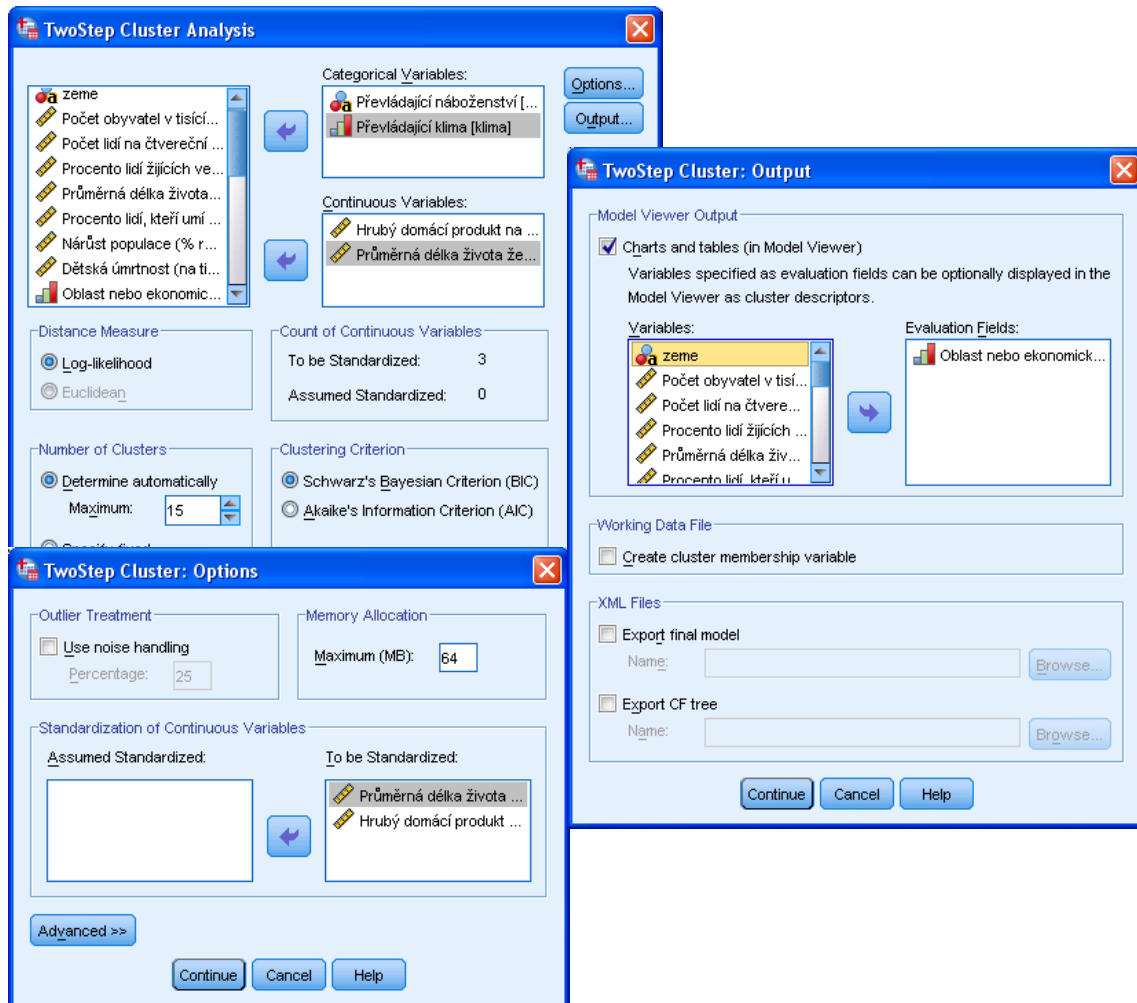 TwoStep Cluster Analysis
zeme
Počet obyvatel v tisící...
Počet lidí na čtvereční ...
Procento lidí žijících ve...
Průměrná délka života...
Procento lidí, kteří umí ...
Nárůst populace (% r...
Dětská úmrtnost (na ti...
Oblast nebo ekonomic...
Categorical Variables:
Převládající náboženství [...
Převládající klima [klima]
Continuous Variables:
Hrubý domácí produkt na ...
Průměrná délka života že...
Options...
Output...
Distance Measure
Log-likelihood
Euclidean
Count of Continuous Variables
To be Standardized: 3
Assumed Standardized: 0
Number of Clusters
Determine automatically
Maximum: 15
Clustering Criterion
Schwarz's Bayesian Criterion (BIC)
Akaike's Information Criterion (AIC)
TwoStep Cluster: Output
Model Viewer Output
Charts and tables (in Model Viewer)
Variables specified as evaluation fields can be optionally displayed in the
Model Viewer as cluster descriptors.
Variables:
zeme
Počet obyvatel v tisí...
Počet lidí na čtvere...
Procento lidí žijících ...
Průměrná délka živ...
Procento lidí, kteří u...
Evaluation Fields:
Oblast nebo ekonomick...
Working Data File
Create cluster membership variable
XML Files
Export final model
Name: Browse...
Export CF tree
Name: Browse...
Continue Cancel Help
TwoStep Cluster: Options
Outlier Treatment
Use noise handling
Percentage: 25
Memory Allocation
Maximum (MB): 64
Standardization of Continuous Variables
Assumed Standardized:
To be Standardized:
Průměrná délka života ...
Hrubý domácí produkt ...
Advanced >>
Continue Cancel Help